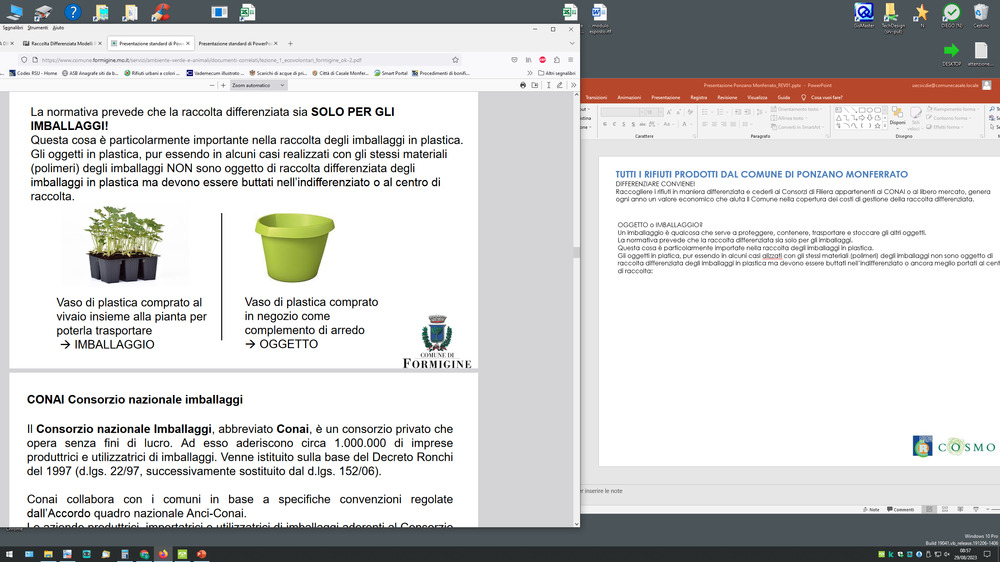 modulo
esposto.rtf
GisMaster
TechDesign
(srv-put)
N
DIEGO (N)
Cestino
DESKTOP
attenzione....
Segnalibri Strumenti Aiuto
Raccolta Differenziata Modelli P
Presentazione standard di Powe
Presentazione standard di PowerPoi
https://www.comune.formigine.mo.it/servizi/ambiente-verde-e-animali/documenti-correlati/lezione_1_ecovolontari_formigine_ok-2.pdf
ABP
Codex RSU - Home
ASB Anagrafe siti da b...
Rifiuti urbani a colori ...
Vademecum illustrato ...
Scarichi di acque di pri...
Città di Casale Monfer...
Smart Portal
Procedimenti di bonifi...
Altri segnalibri
Zoom automatico
La normativa prevede che la raccolta differenziata sia SOLO PER GLI
IMBALLAGGI!
Questa cosa è particolarmente importante nella raccolta degli imballaggi in plastica.
Gli oggetti in plastica, pur essendo in alcuni casi realizzati con gli stessi materiali
(polimeri) degli imballaggi NON sono oggetto di raccolta differenziata degli
imballaggi in plastica ma devono essere buttati nell’indifferenziato o al centro di
raccolta.
Vaso di plastica comprato al
vivaio insieme alla pianta per
poterla trasportare
→ IMBALLAGGIO
Vaso di plastica comprato
in negozio come
complemento di arredo
→ OGGETTO
COMUNE DI
FORMIGINE
CONAI Consorzio nazionale imballaggi
Il Consorzio nazionale Imballaggi, abbreviato Conai, è un consorzio privato che
opera senza fini di lucro. Ad esso aderiscono circa 1.000.000 di imprese
produttrici e utilizzatrici di imballaggi. Venne istituito sulla base del Decreto Ronchi
del 1997 (d.lgs. 22/97, successivamente sostituito dal d.lgs. 152/06).
Conai collabora con i comuni in base a specifiche convenzioni regolate
dall’Accordo quadro nazionale Anci-Conai.
Le aziende produttrici, importatrici e utilizzatrici di imballaggi aderenti al Consorzio
Chrome
Presentazione Ponzano Monferrato_REV01.pptx - PowerPoint
uecsicdie@comunecasale.locale
Transizioni Animazioni Presentazione Registra Revisione Visualizza Guida Cosa vuoi fare?
18
G C S S abc AV Aa A
Carattere
Orientamento testo
Allinea testo
Converti in SmartArt
Paragrafo
Disponi
Stili
veloci
Riempimento forma
Contorno forma
Effetti forma
Disegno
TUTTI I RIFIUTI PRODOTTI DAL COMUNE DI PONZANO MONFERRATO
DIFFERENZIARE CONVIENE!
Raccogliere i rifiuti in maniera differenziata e cederli ai Consorzi di Filiera appartenenti al CONAI o al libero mercato, genera
ogni anno un valore economico che aiuta il Comune nella copertura dei costi di gestione della raccolta differenziata.
OGGETTO o IMBALLAGGIO?
Un imballaggio è qualcosa che serve a proteggere, contenere, trasportare e stoccare gli altri oggetti.
La normativa prevede che la raccolta differenziata sia solo per gli imballaggi.
Questa cosa è particolarmente importate nella raccolta degli imballaggi in plastica.
Gli oggetti in platica, pur essendo in alcuni casi alizzati con gli stessi materiali (polimeri) degli imballaggi non sono oggetto di
raccolta differenziata degli imballaggi in plastica ma devono essere buttati nell’indifferenziato o ancora meglio portati al cent
di raccolta:
CONSORZIO
CASALESE
RIFIUTI
R
COSMO
er inserire le note
Note Commenti
Windows 10 Pro
Build 19041.vb_release.191206-1406
08:57
29/08/2023